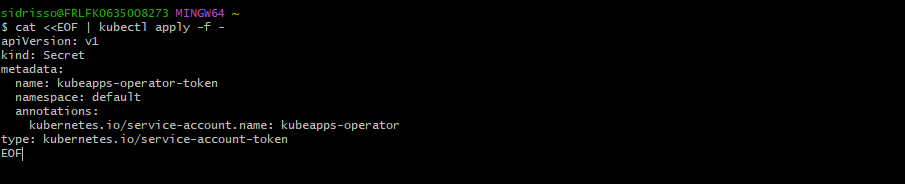 sidrisso@FRLFKO635OO8273 MINGW64 ~
$ cat <<EOF | kubectl apply -f -
apiVersion: v1
kind: Secret
metadata:
  name: kubeapps-operator-token
  namespace: default
  annotations:
    kubernetes.io/service-account.name: kubeapps-operator
type: kubernetes.io/service-account-token
EOF